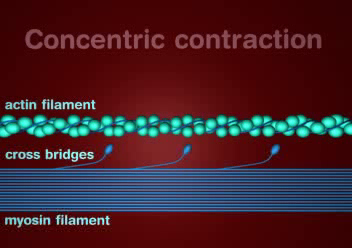 Concentric contraction
actin filament
cross bridges
myosin filament